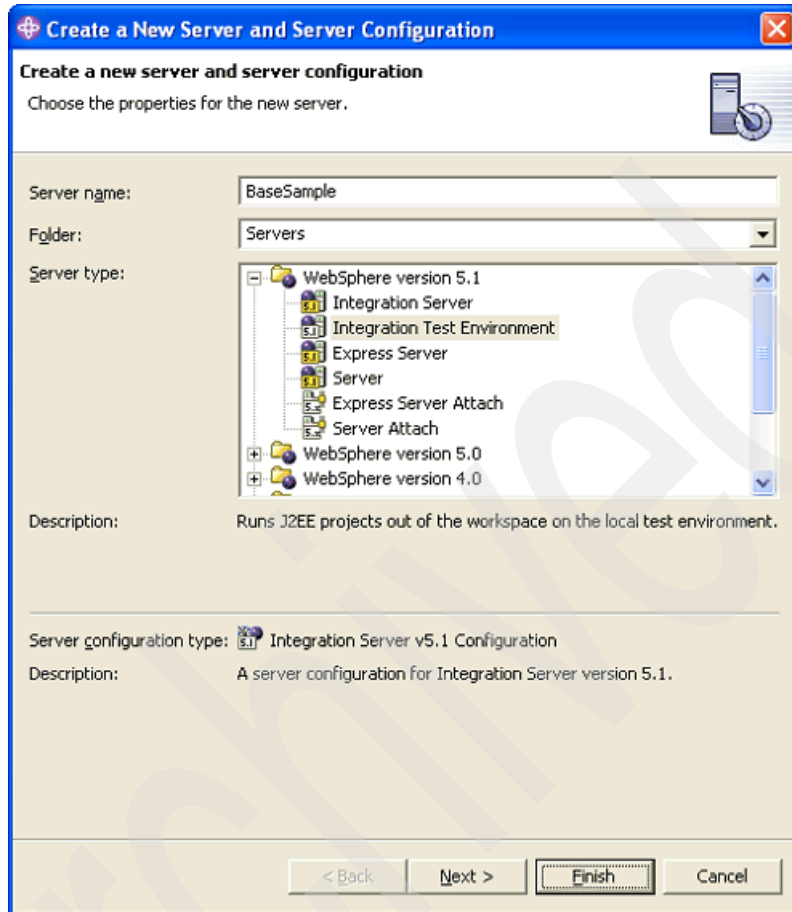 Create a New Server and Server Configuration
Create a new server and server configuration
Choose the properties for the new server.
Server name: BaseSample
Folder: Servers
Server type: WebSphere version 5.1
Integration Server
Integration Test Environment
Express Server
Server
Express Server Attach
Server Attach
WebSphere version 5.0
WebSphere version 4.0
Description: Runs J2EE projects out of the workspace on the local test environment.
Server configuration type: Integration Server v5.1 Configuration
Description: A server configuration for Integration Server version 5.1.
< Back Next > Finish Cancel